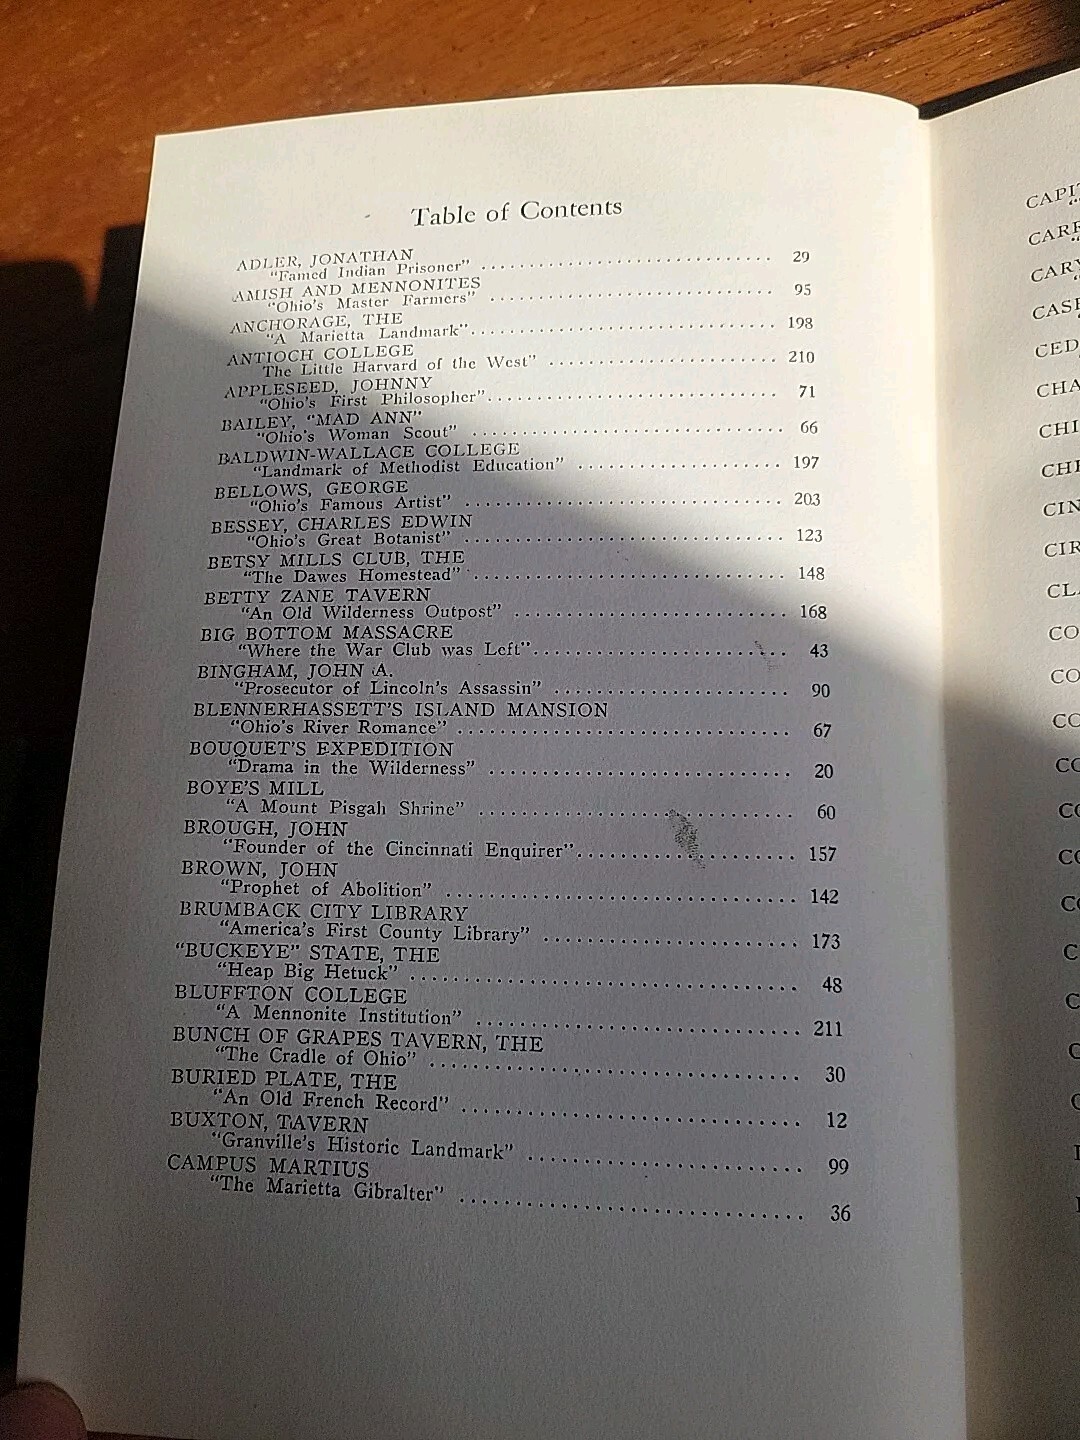 Table of Contents
ADLER, JONATHAN
"Famed Indian Prisoner" 29
AMISH AND MENNONITES
"Ohio's Master Farmers" 95
ANCHORAGE, THE
"A Marietta Landmark" 198
ANTIOCH COLLEGE
The Little Harvard of the West" 210
APPLESEED, JOHNNY
"Ohio's First Philosopher" 71
BAILEY, "MAD ANN"
"Ohio's Woman Scout" 66
BALDWIN-WALLACE COLLEGE
"Landmark of Methodist Education" 197
BELLOWS, GEORGE
"Ohio's Famous Artist" 203
BESSEY, CHARLES EDWIN
"Ohio's Great Botanist" 123
BETSY MILLS CLUB, THE
"The Dawes Homestead" 148
BETTY ZANE TAVERN
"An Old Wilderness Outpost" 168
BIG BOTTOM MASSACRE
"Where the War Club was Left" 43
BINGHAM, JOHN A.
"Prosecutor of Lincoln's Assassin" 90
BLENNERHASSETT'S ISLAND MANSION
"Ohio's River Romance" 67
BOUQUET'S EXPEDITION
"Drama in the Wilderness" 20
BOYE'S MILL
"A Mount Pisgah Shrine" 60
BROUGH, JOHN
"Founder of the Cincinnati Enquirer" 157
BROWN, JOHN
"Prophet of Abolition" 142
BRUMBACK CITY LIBRARY
"America's First County Library" 173
"BUCKEYE" STATE, THE
"Heap Big Hetuck" 48
BLUFFTON COLLEGE
"A Mennonite Institution" 211
BUNCH OF GRAPES TAVERN, THE
"The Cradle of Ohio" 30
BURIED PLATE, THE
"An Old French Record" 12
BUXTON, TAVERN
"Granville's Historic Landmark" 99
CAMPUS MARTIUS
"The Marietta Gibralter" 36